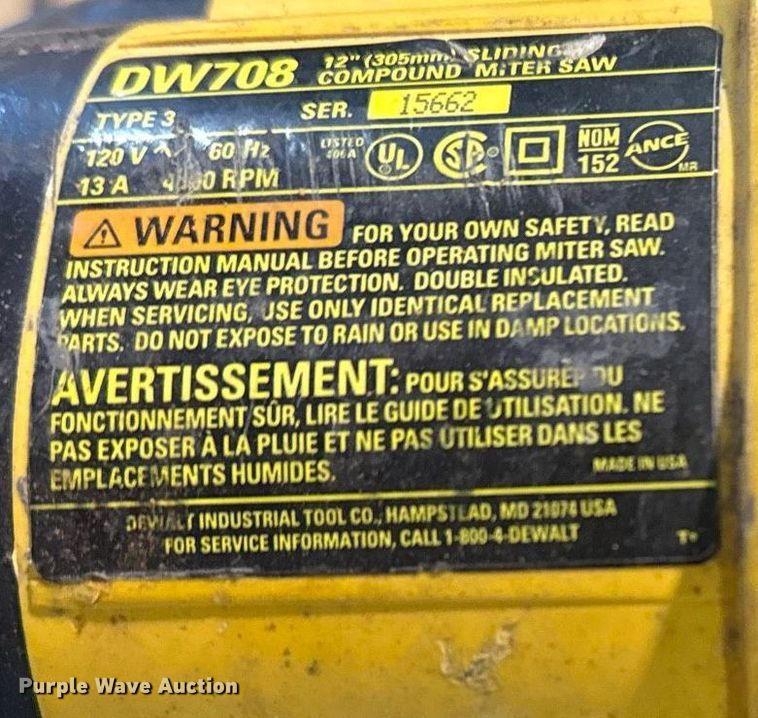 DW708 12" (305mm) SLIDING
COMPOUND MITER SAW
TYPE 3 SER. 15662
120 V 60 Hz LISTED UL SA NOM ANCE
13 A RPM 152 MR
WARNING FOR YOUR OWN SAFETY, READ
INSTRUCTION MANUAL BEFORE OPERATING MITER SAW.
ALWAYS WEAR EYE PROTECTION. DOUBLE INSULATED.
WHEN SERVICING, USE ONLY IDENTICAL REPLACEMENT
PARTS. DO NOT EXPOSE TO RAIN OR USE IN DAMP LOCATIONS.
AVERTISSEMENT: POUR S'ASSURER DU
FONCTIONNEMENT SÛR, LIRE LE GUIDE DE UTILISATION. NE
PAS EXPOSER À LA PLUIE ET NE PAS UTILISER DANS LES
EMPLACEMENTS HUMIDES.
MADE IN USA
DEWALT INDUSTRIAL TOOL CO., HAMPSTEAD, MD 21074 USA
FOR SERVICE INFORMATION, CALL 1-800-4-DEWALT
Purple Wave Auction